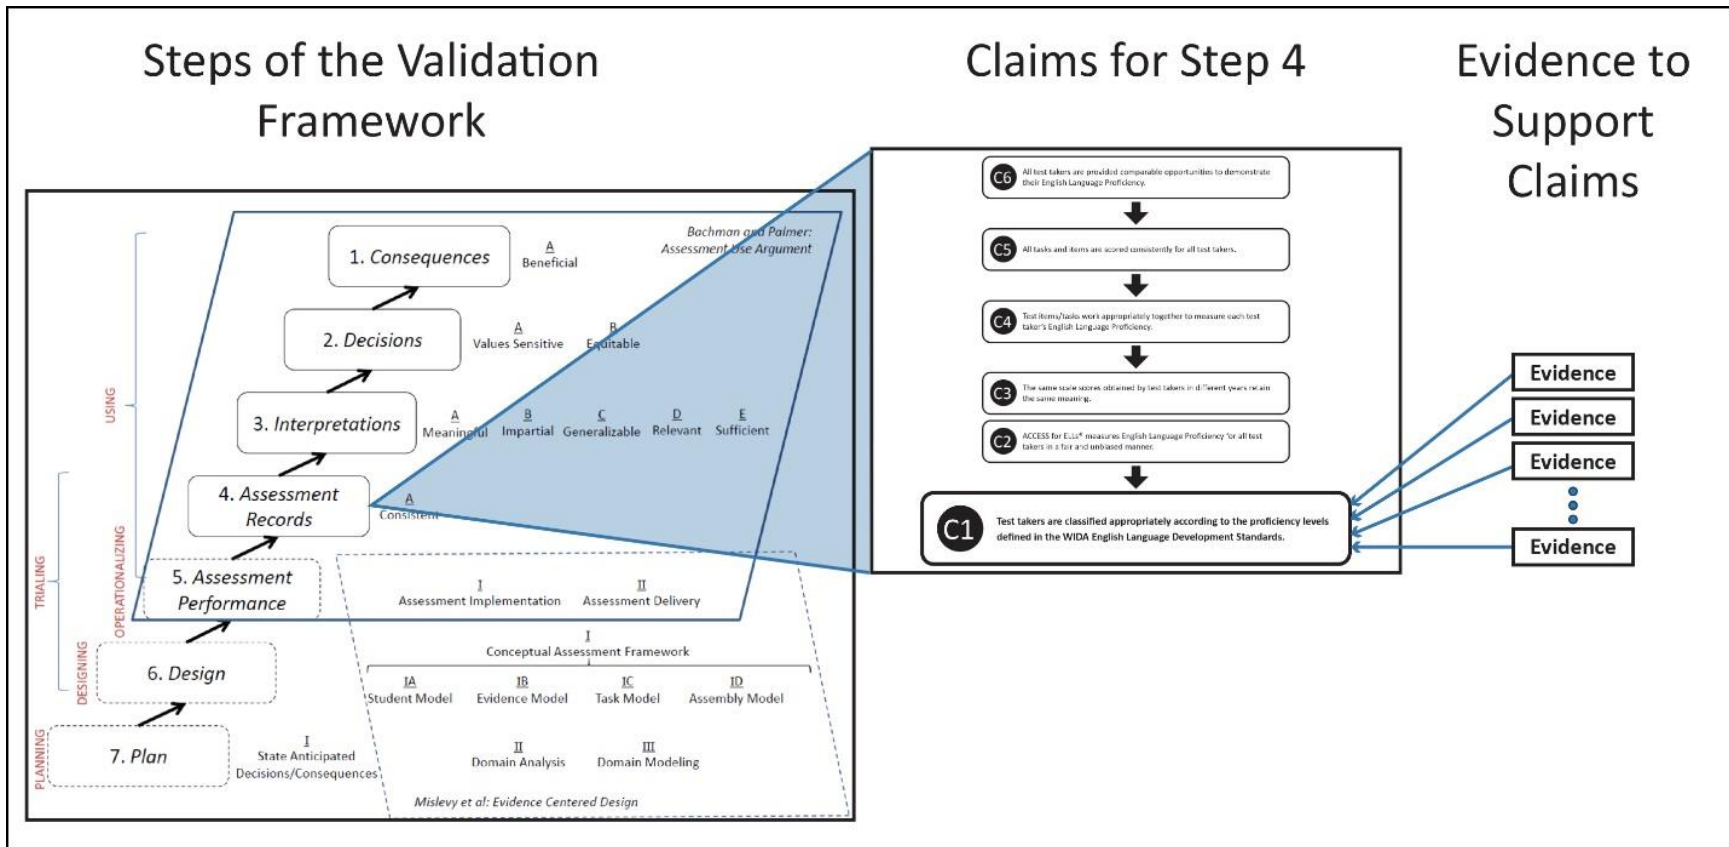 Steps of the Validation
Framework
Claims for Step 4
Evidence to
Support
Claims
Bachman and Palmer:
Assessment Use Argument
1. Consequences
A
Beneficial
2. Decisions
A
Values Sensitive
B
Equitable
3. Interpretations
A
Meaningful
B
Impartial
C
Generalizable
D
Relevant
E
Sufficient
4. Assessment
Records
A
Consistent
5. Assessment
Performance
I
Assessment Implementation
II
Assessment Delivery
6. Design
I
Conceptual Assessment Framework
IA
Student Model
IB
Evidence Model
IC
Task Model
ID
Assembly Model
7. Plan
I
State Anticipated
Decisions/Consequences
II
Domain Analysis
III
Domain Modeling
Mislevy et al: Evidence Centered Design
USING
TRIALING
OPERATIONALIZING
DESIGNING
PLANNING
C6
All test takers are provided comparable opportunities to demonstrate
their English Language Proficiency.
C5
All tasks and items are scored consistently for all test takers.
C4
Test items/tasks work appropriately together to measure each test
taker's English Language Proficiency.
C3
The same scale scores obtained by test takers in different years retain
the same meaning.
C2
ACCESS for ELLs® measures English Language Proficiency for all test
takers in a fair and unbiased manner.
C1
Test takers are classified appropriately according to the proficiency levels
defined in the WIDA English Language Development Standards.
Evidence
Evidence
Evidence
Evidence